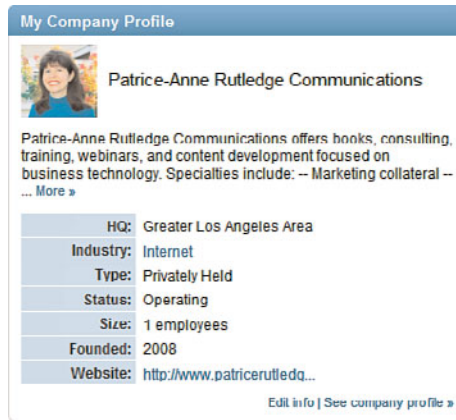 My Company Profile
Patrice-Anne Rutledge Communications
Patrice-Anne Rutledge Communications offers books, consulting,
training, webinars, and content development focused on
business technology. Specialties include: -- Marketing collateral --
... More »
HQ: Greater Los Angeles Area
Industry: Internet
Type: Privately Held
Status: Operating
Size: 1 employees
Founded: 2008
Website: http://www.patricerutledg...
Edit info | See company profile »